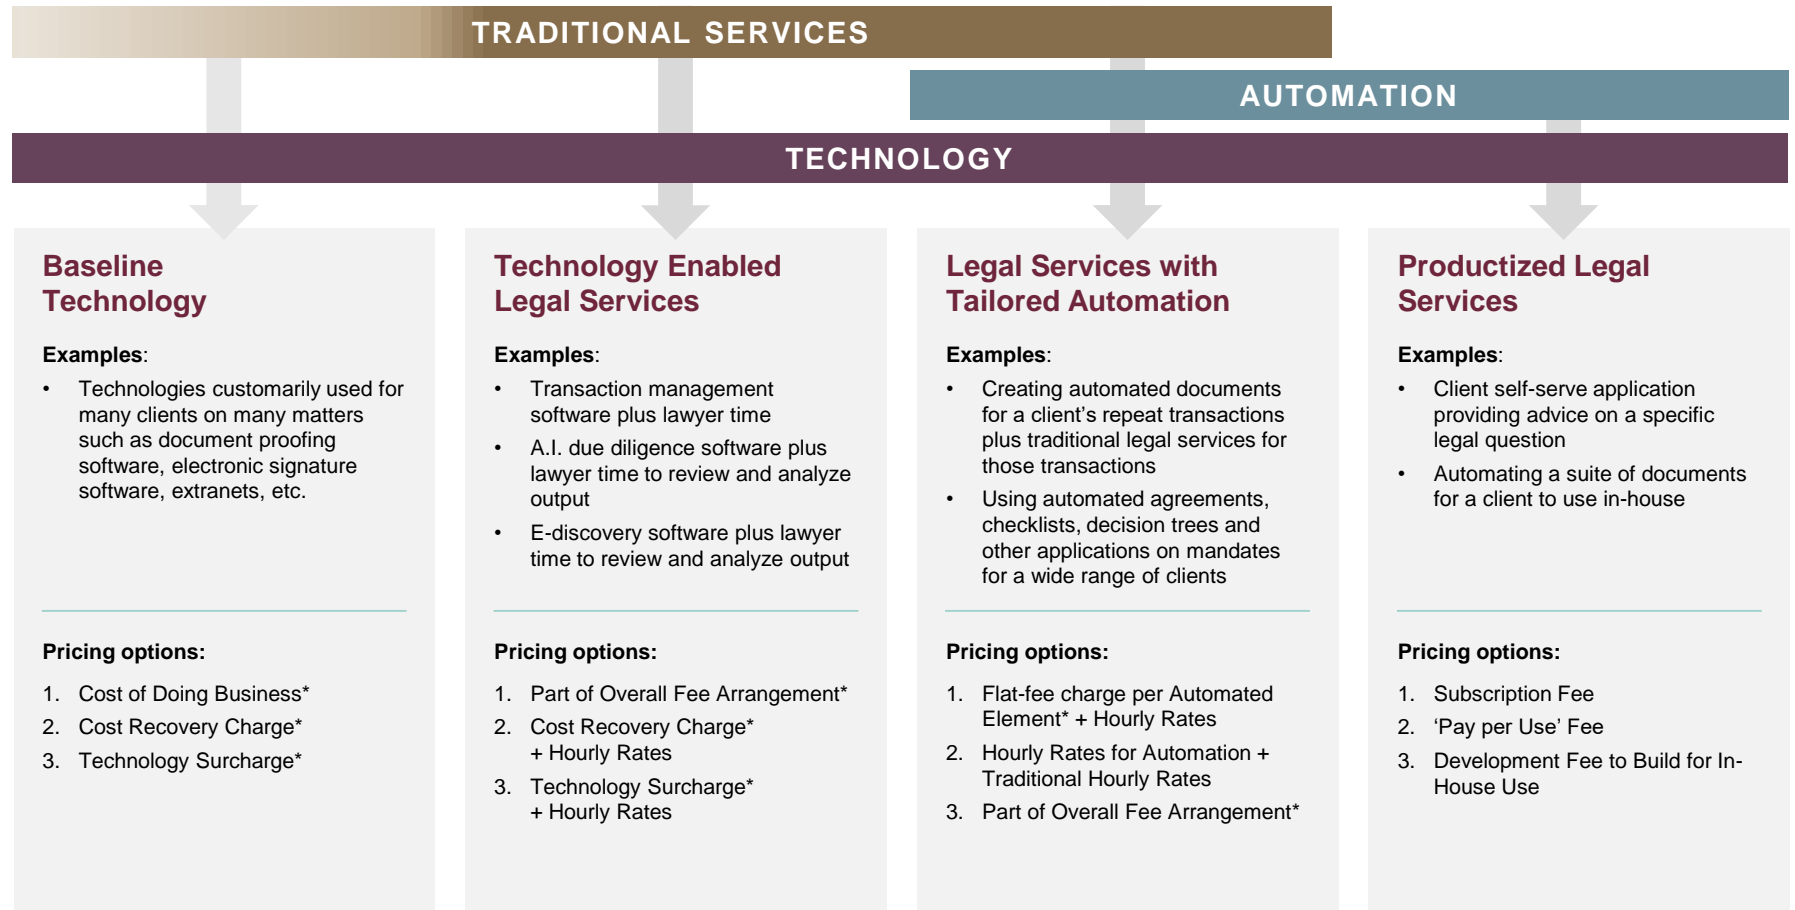 TRADITIONAL SERVICES
AUTOMATION
TECHNOLOGY
Baseline
Technology
Examples:
• Technologies customarily used for
many clients on many matters
such as document proofing
software, electronic signature
software, extranets, etc.
Pricing options:
1. Cost of Doing Business*
2. Cost Recovery Charge*
3. Technology Surcharge*
Technology Enabled
Legal Services
Examples:
• Transaction management
software plus lawyer time
• A.I. due diligence software plus
lawyer time to review and analyze
output
• E-discovery software plus lawyer
time to review and analyze output
Pricing options:
1. Part of Overall Fee Arrangement*
2. Cost Recovery Charge*
+ Hourly Rates
3. Technology Surcharge*
+ Hourly Rates
Legal Services with
Tailored Automation
Examples:
• Creating automated documents
for a client’s repeat transactions
plus traditional legal services for
those transactions
• Using automated agreements,
checklists, decision trees and
other applications on mandates
for a wide range of clients
Pricing options:
1. Flat-fee charge per Automated
Element* + Hourly Rates
2. Hourly Rates for Automation +
Traditional Hourly Rates
3. Part of Overall Fee Arrangement*
Productized Legal
Services
Examples:
• Client self-serve application
providing advice on a specific
legal question
• Automating a suite of documents
for a client to use in-house
Pricing options:
1. Subscription Fee
2. ‘Pay per Use’ Fee
3. Development Fee to Build for In-
House Use